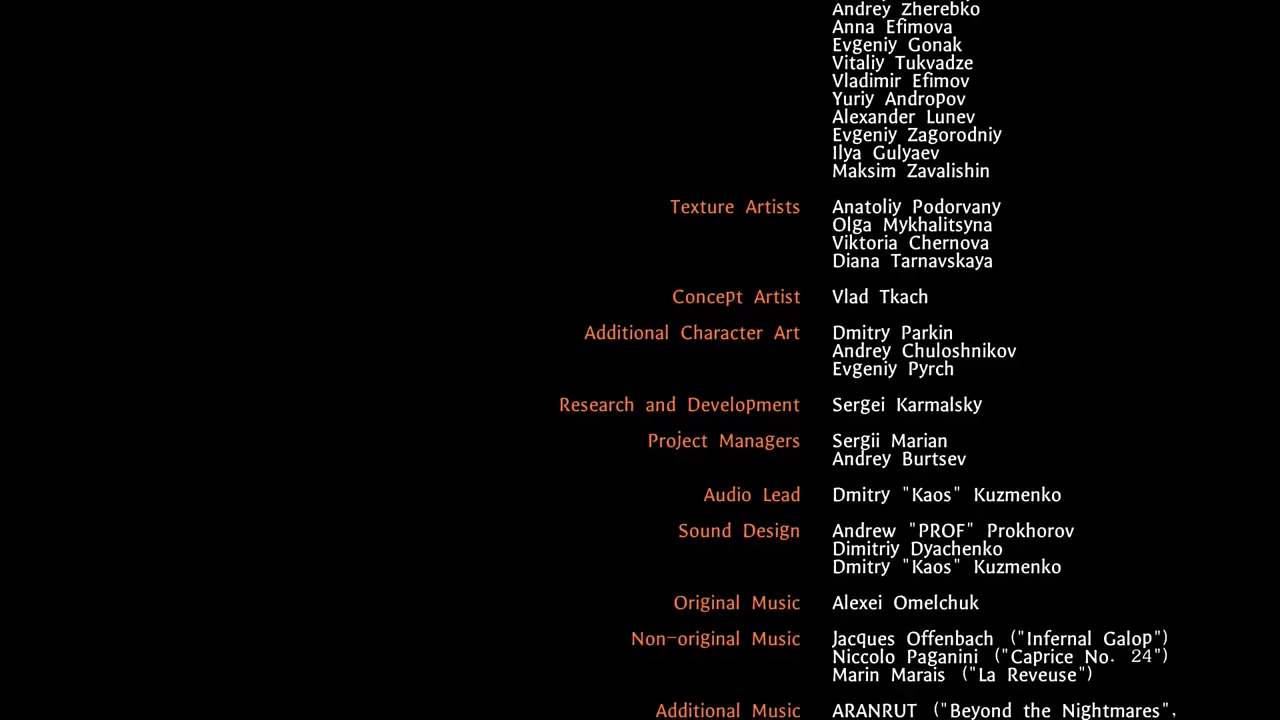 Andrey Zherebko
Anna Efimova
Evgeniy Gonak
Vitaliy Tukvadze
Vladimir Efimov
Yuriy Andropov
Alexander Lunev
Evgeniy Zagorodniy
Ilya Gulyaev
Maksim Zavalishin
Texture Artists Anatoliy Podorvany
Olga Mykhalitsyna
Viktoria Chernova
Diana Tarnavskaya
Concept Artist Vlad Tkach
Additional Character Art Dmitry Parkin
Andrey Chuloshnikov
Evgeniy Pyrch
Research and Development Sergei Karmalsky
Project Managers Sergii Marian
Andrey Burtsev
Audio Lead Dmitry "Kaos" Kuzmenko
Sound Design Andrew "PROF" Prokhorov
Dimitriy Dyachenko
Dmitry "Kaos" Kuzmenko
Original Music Alexei Omelchuk
Non-original Music Jacques Offenbach ("Infernal Galop")
Niccolo Paganini ("Caprice No. 24")
Marin Marais ("La Reveuse")
Additional Music ARANRUT ("Beyond the Nightmares",